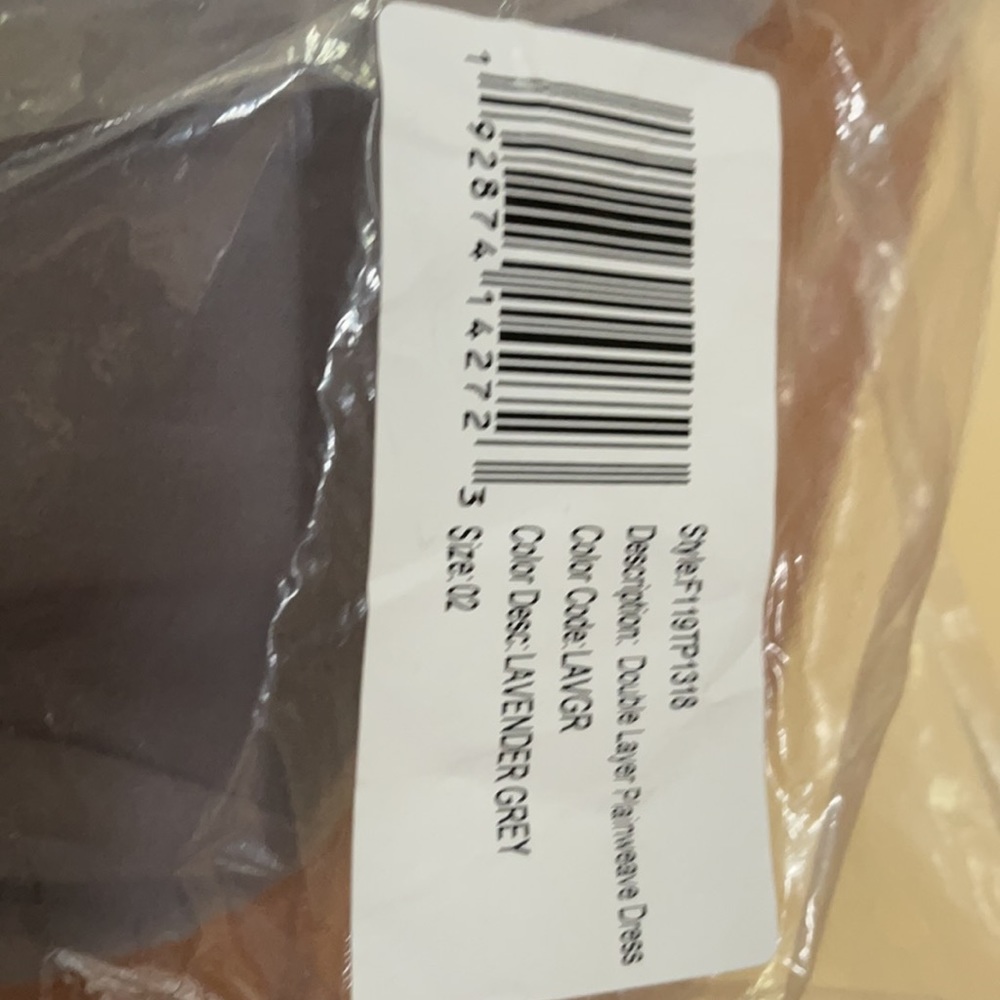 Style:F119TP1318
Description: Double Layer Plainweave Dress
Color Code:LAVGR
Color Desc:LAVENDER GREY
Size:02
1 92874 14272 3